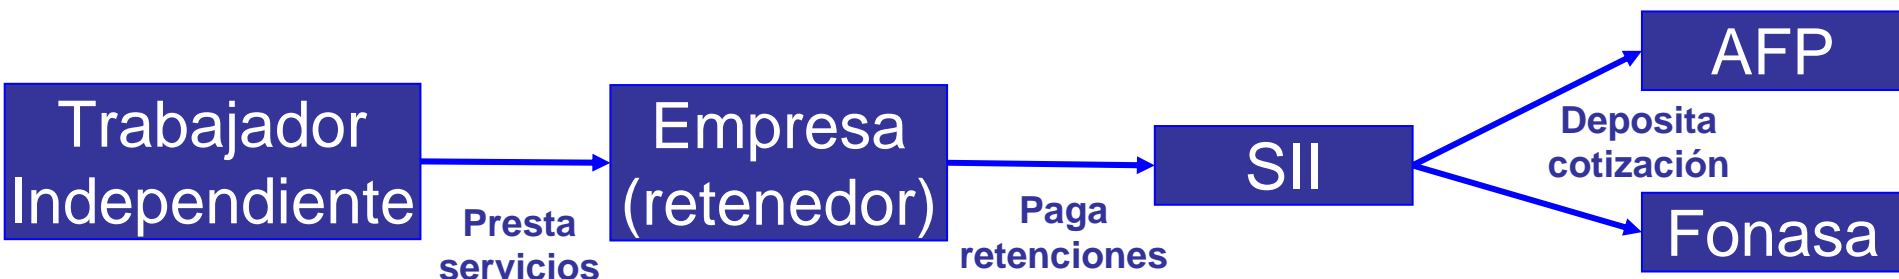 Trabajador
Independiente
Presta
servicios
Empresa
(retenedor)
Paga
retenciones
SII
Deposita
cotización
AFP
Fonasa